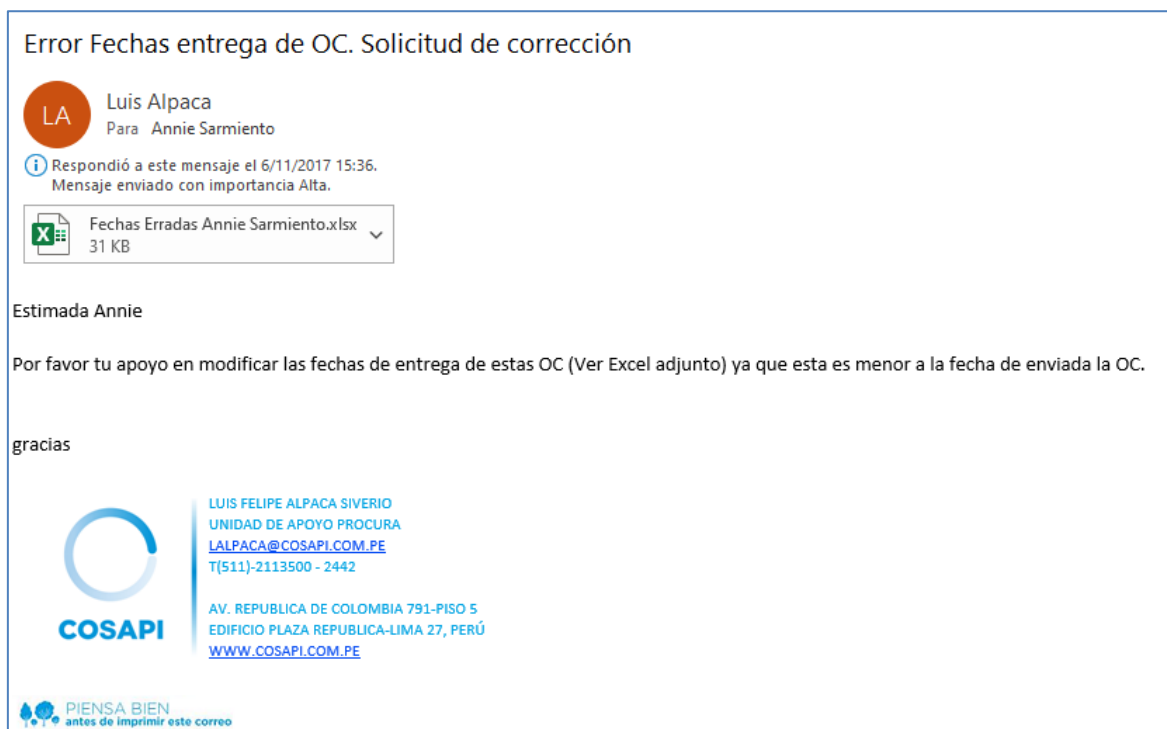 Error Fechas entrega de OC. Solicitud de corrección
LA
Luis Alpaca
Para Annie Sarmiento
Respondió a este mensaje el 6/11/2017 15:36.
Mensaje enviado con importancia Alta.
Fechas Erradas Annie Sarmiento.xlsx
31 KB
Estimada Annie
Por favor tu apoyo en modificar las fechas de entrega de estas OC (Ver Excel adjunto) ya que esta es menor a la fecha de enviada la OC.
gracias
LUIS FELIPE ALPACA SIVERIO
UNIDAD DE APOYO PROCURA
LALPACA@COSAPI.COM.PE
T(511)-2113500 - 2442
AV. REPUBLICA DE COLOMBIA 791-PISO 5
EDIFICIO PLAZA REPUBLICA-LIMA 27, PERÚ
WWW.COSAPI.COM.PE
COSAPI
PIENSA BIEN
antes de imprimir este correo